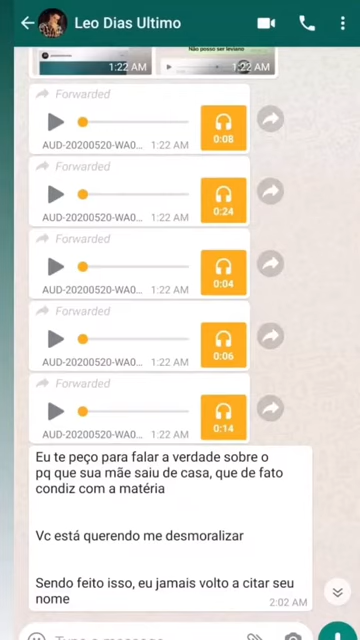 Leo Dias Ultimo
Não posso ser leviano
1:22 AM
1:22 AM
Forwarded
0:08
AUD-20200520-WA0... 1:22 AM
Forwarded
0:24
AUD-20200520-WA0... 1:22 AM
Forwarded
0:04
AUD-20200520-WA0... 1:22 AM
Forwarded
0:06
AUD-20200520-WA0... 1:22 AM
Forwarded
0:14
AUD-20200520-WA0... 1:22 AM
Eu te peço para falar a verdade sobre o
pq que sua mãe saiu de casa, que de fato
condiz com a matéria
Vc está querendo me desmoralizar
Sendo feito isso, eu jamais volto a citar seu
nome
2:02 AM
Type a message